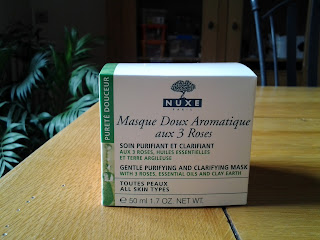 NUXE
PARIS
Masque Doux Aromatique
aux 3 Roses
SOIN PURIFIANT ET CLARIFIANT
AUX 3 ROSES, HUILES ESSENTIELLES
ET TERRE ARGILEUSE
GENTLE PURIFYING AND CLARIFYING MASK
WITH 3 ROSES, ESSENTIAL OILS AND CLAY EARTH
TOUTES PEAUX
ALL SKIN TYPES
℮ 50 ml 1.7 OZ. NET WT.
PURETÉ DOUCEUR